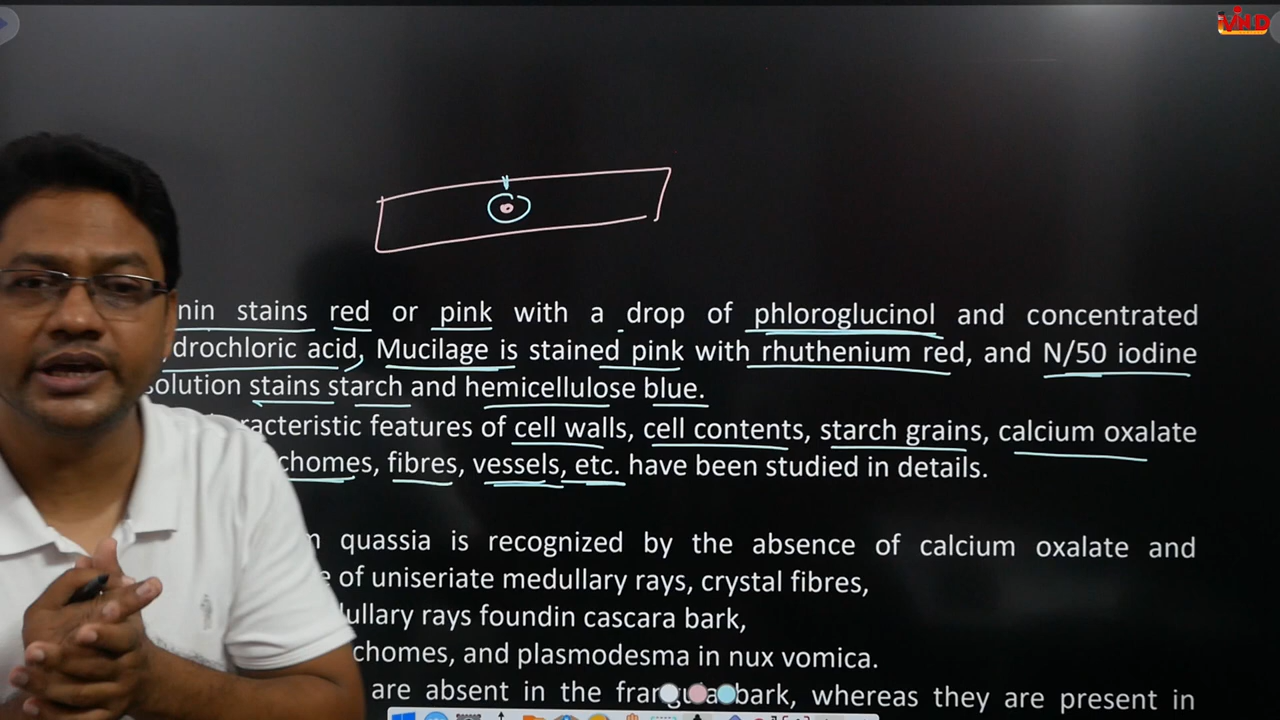 VIHD
nin stains red or pink with a drop of phloroglucinol and concentrated
drochloric acid, Mucilage is stained pink with rhuthenium red, and N/50 iodine
solution stains starch and hemicellulose blue.
racteristic features of cell walls, cell contents, starch grains, calcium oxalate
chomes, fibres, vessels, etc. have been studied in details.
quassia is recognized by the absence of calcium oxalate and
of uniseriate medullary rays, crystal fibres,
ullary rays foundin cascara bark,
chomes, and plasmodesma in nux vomica.
are absent in the frangula bark, whereas they are present in